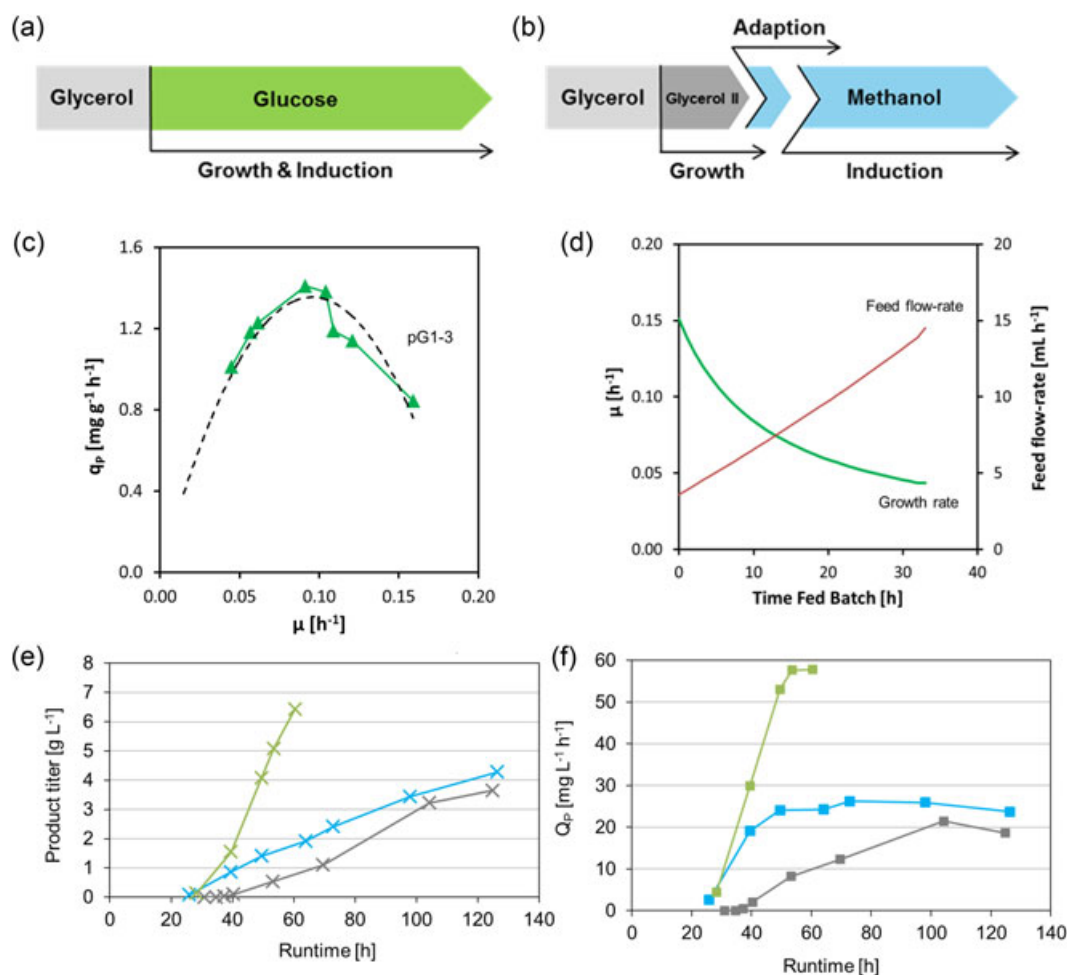 (a)
Glycerol
Glucose
Growth & Induction
(b)
Adaption
Glycerol
Glycerol II
Methanol
Growth
Induction
(c)
1.6
1.2
0.8
0.4
0.0
qP [mg g-1 h-1]
pG1-3
0.00 0.05 0.10 0.15 0.20
µ [h-1]
(d)
0.20
0.15
0.10
0.05
0.00
µ [h-1]
Feed flow-rate
Growth rate
20
15
10
5
0
Feed flow-rate [mL h-1]
0 10 20 30 40
Time Fed Batch [h]
(e)
8
7
6
5
4
3
2
1
0
Product titer [g L-1]
0 20 40 60 80 100 120 140
Runtime [h]
(f)
60
50
40
30
20
10
0
QP [mg L-1 h-1]
0 20 40 60 80 100 120 140
Runtime [h]